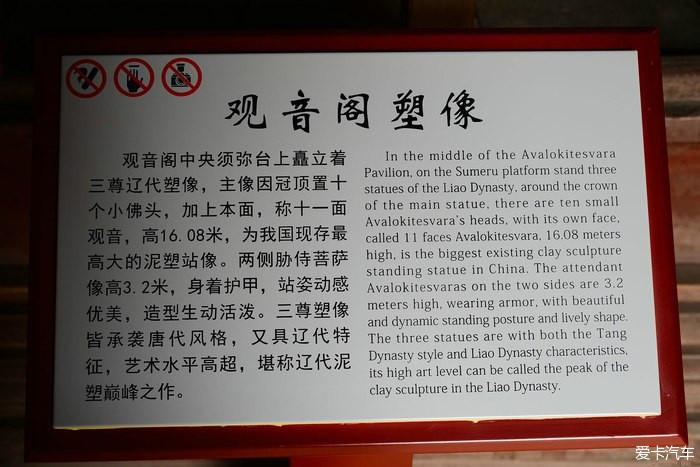 观音阁塑像
观音阁中央须弥台上矗立着
三尊辽代塑像，主像因冠顶置十
个小佛头，加上本面，称十一面
观音，高16.08米，为我国现存最
高大的泥塑站像。两侧胁侍菩萨
像高3.2米，身着护甲，站姿动感
优美，造型生动活泼。三尊塑像
皆承袭唐代风格，又具辽代特
征，艺术水平高超，堪称辽代泥
塑巅峰之作。
In the middle of the Avalokitesvara
Pavilion, on the Sumeru platform stand three
statues of the Liao Dynasty, around the crown
of the main statue, there are ten small
Avalokitesvara's heads, with its own face,
called 11 faces Avalokitesvara, 16.08 meters
high, is the biggest existing clay sculpture
standing statue in China. The attendant
Avalokitesvaras on the two sides are 3.2
meters high, wearing armor, with beautiful
and dynamic standing posture and lively shape.
The three statues are with both the Tang
Dynasty style and Liao Dynasty characteristics,
its high art level can be called the peak of the
clay sculpture in the Liao Dynasty.
爱卡汽车